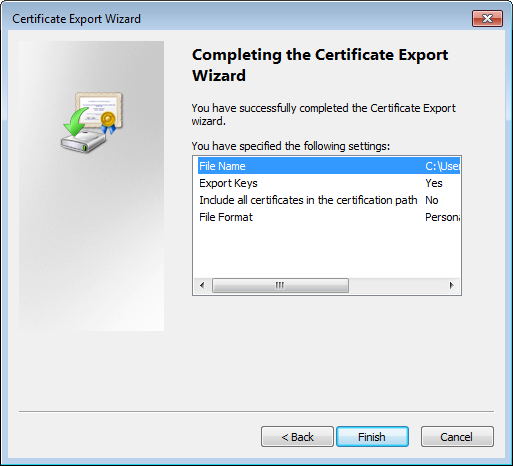 Certificate Export Wizard
Completing the Certificate Export
Wizard
You have successfully completed the Certificate Export
wizard.
You have specified the following settings:
File Name C:\User
Export Keys Yes
Include all certificates in the certification path No
File Format Persona
< Back Finish Cancel